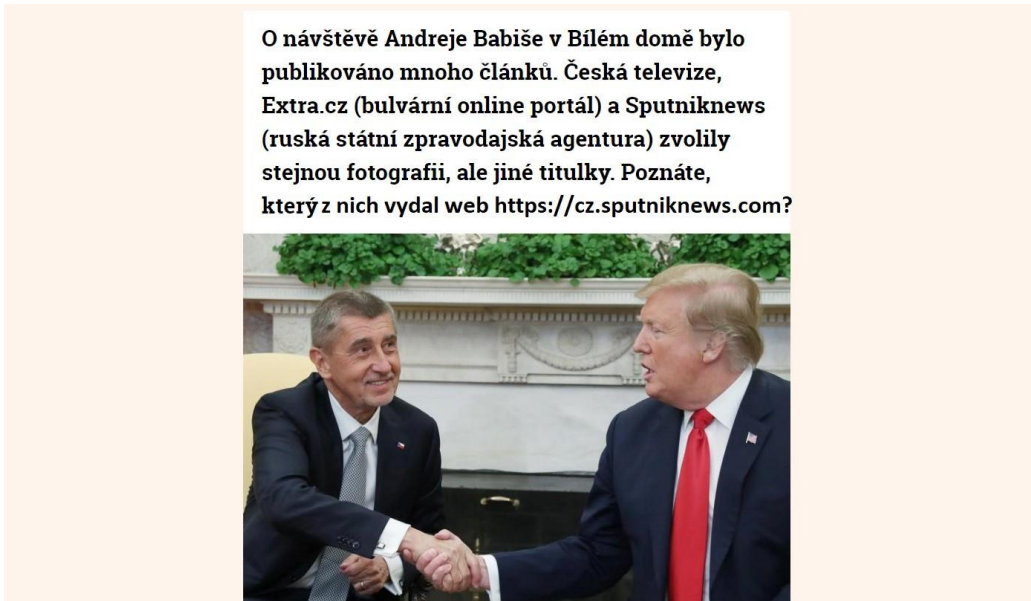 O návštěvě Andreje Babiše v Bílém domě bylo
publikováno mnoho článků. Česká televize,
Extra.cz (bulvární online portál) a Sputniknews
(ruská státní zpravodajská agentura) zvolily
stejnou fotografii, ale jiné titulky. Poznáte,
který z nich vydal web https://cz.sputniknews.com?